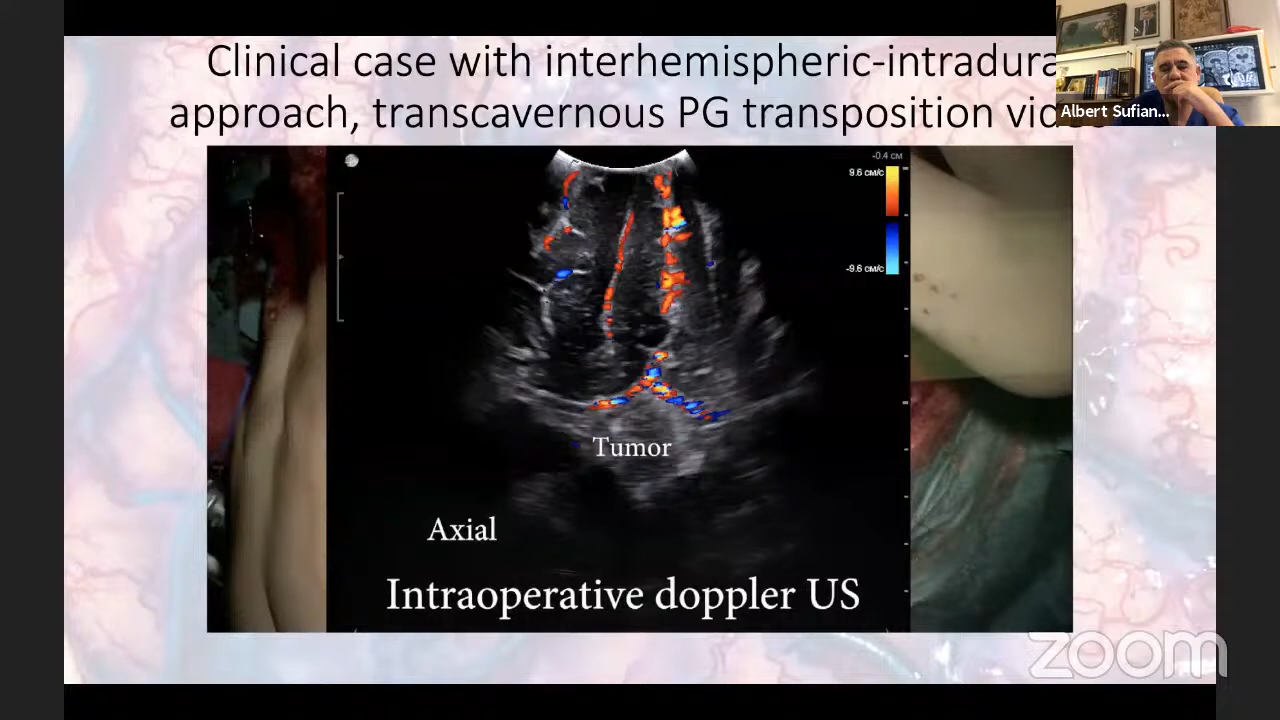 Clinical case with interhemispheric-intradura
approach, transcavernous PG transposition
Albert Sufian...
-0.4 см
9.6 см/с
-9.6 см/с
Tumor
Axial
Intraoperative doppler US
zoom